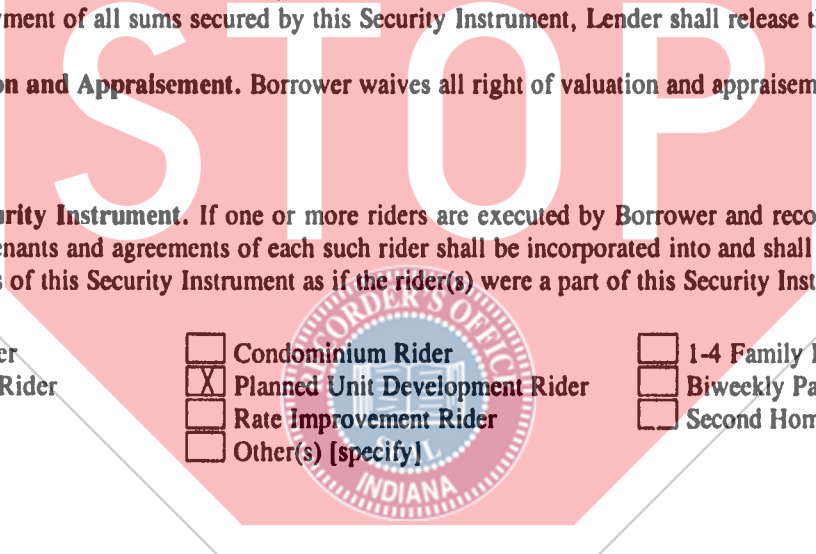 STOP
yment of all sums secured by this Security Instrument, Lender shall release t
on and Appraisement. Borrower waives all right of valuation and appraisem
urity Instrument. If one or more riders are executed by Borrower and reco
enants and agreements of each such rider shall be incorporated into and shall
s of this Security Instrument as if the rider(s) were a part of this Security Inst
er Condominium Rider 1-4 Family
Rider X Planned Unit Development Rider Biweekly Pa
Rate Improvement Rider Second Hom
Other(s) [specify]
RECORDER'S OFFICE
SEAL
INDIANA